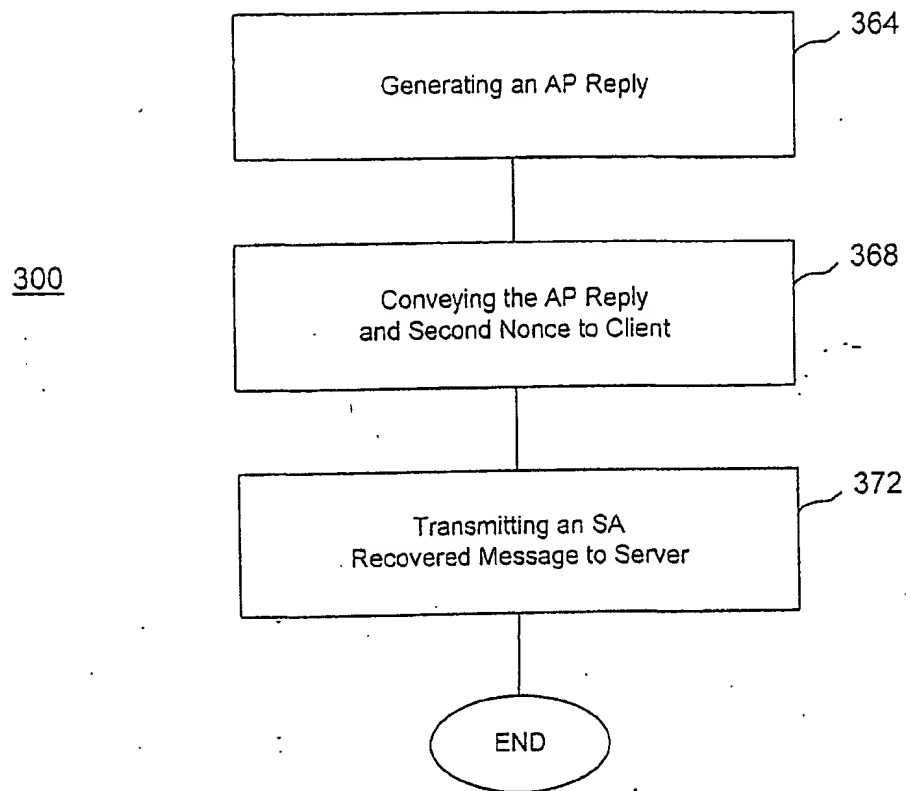 364
Generating an AP Reply
368
300
Conveying the AP Reply
and Second Nonce to Client
372
Transmitting an SA
Recovered Message to Server
END